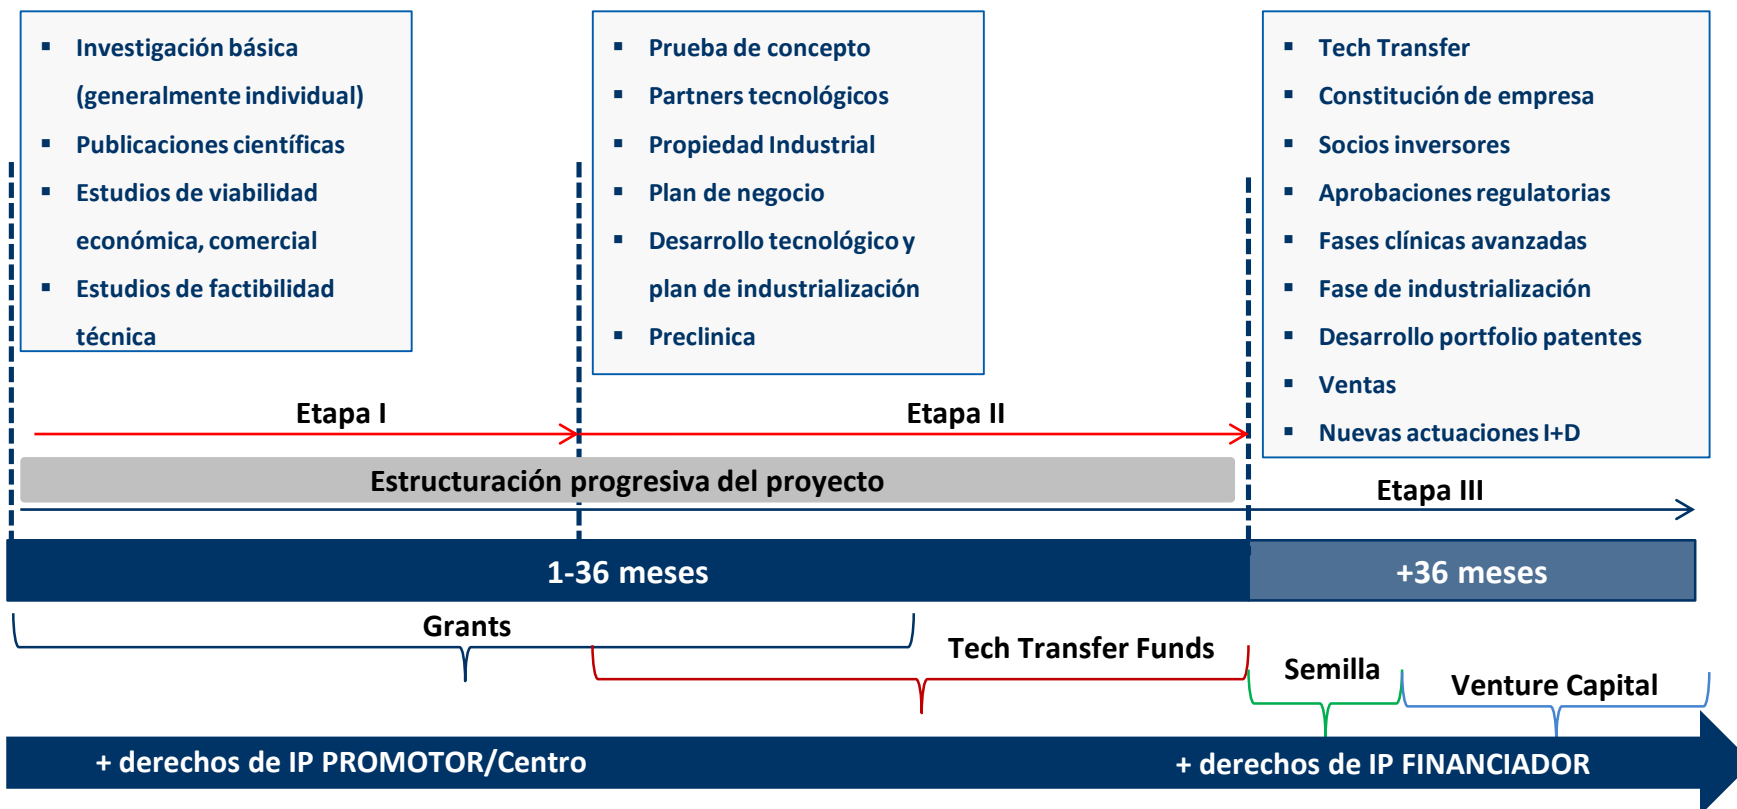 Investigación básica
(generalmente individual)
Publicaciones científicas
Estudios de viabilidad
económica, comercial
Estudios de factibilidad
técnica
Prueba de concepto
Partners tecnológicos
Propiedad Industrial
Plan de negocio
Desarrollo tecnológico y
plan de industrialización
Preclinica
Tech Transfer
Constitución de empresa
Socios inversores
Aprobaciones regulatorias
Fases clínicas avanzadas
Fase de industrialización
Desarrollo portfolio patentes
Ventas
Nuevas actuaciones I+D
Etapa I
Etapa II
Estructuración progresiva del proyecto
Etapa III
1-36 meses
+36 meses
Grants
Tech Transfer Funds
Semilla
Venture Capital
+ derechos de IP PROMOTOR/Centro
+ derechos de IP FINANCIADOR